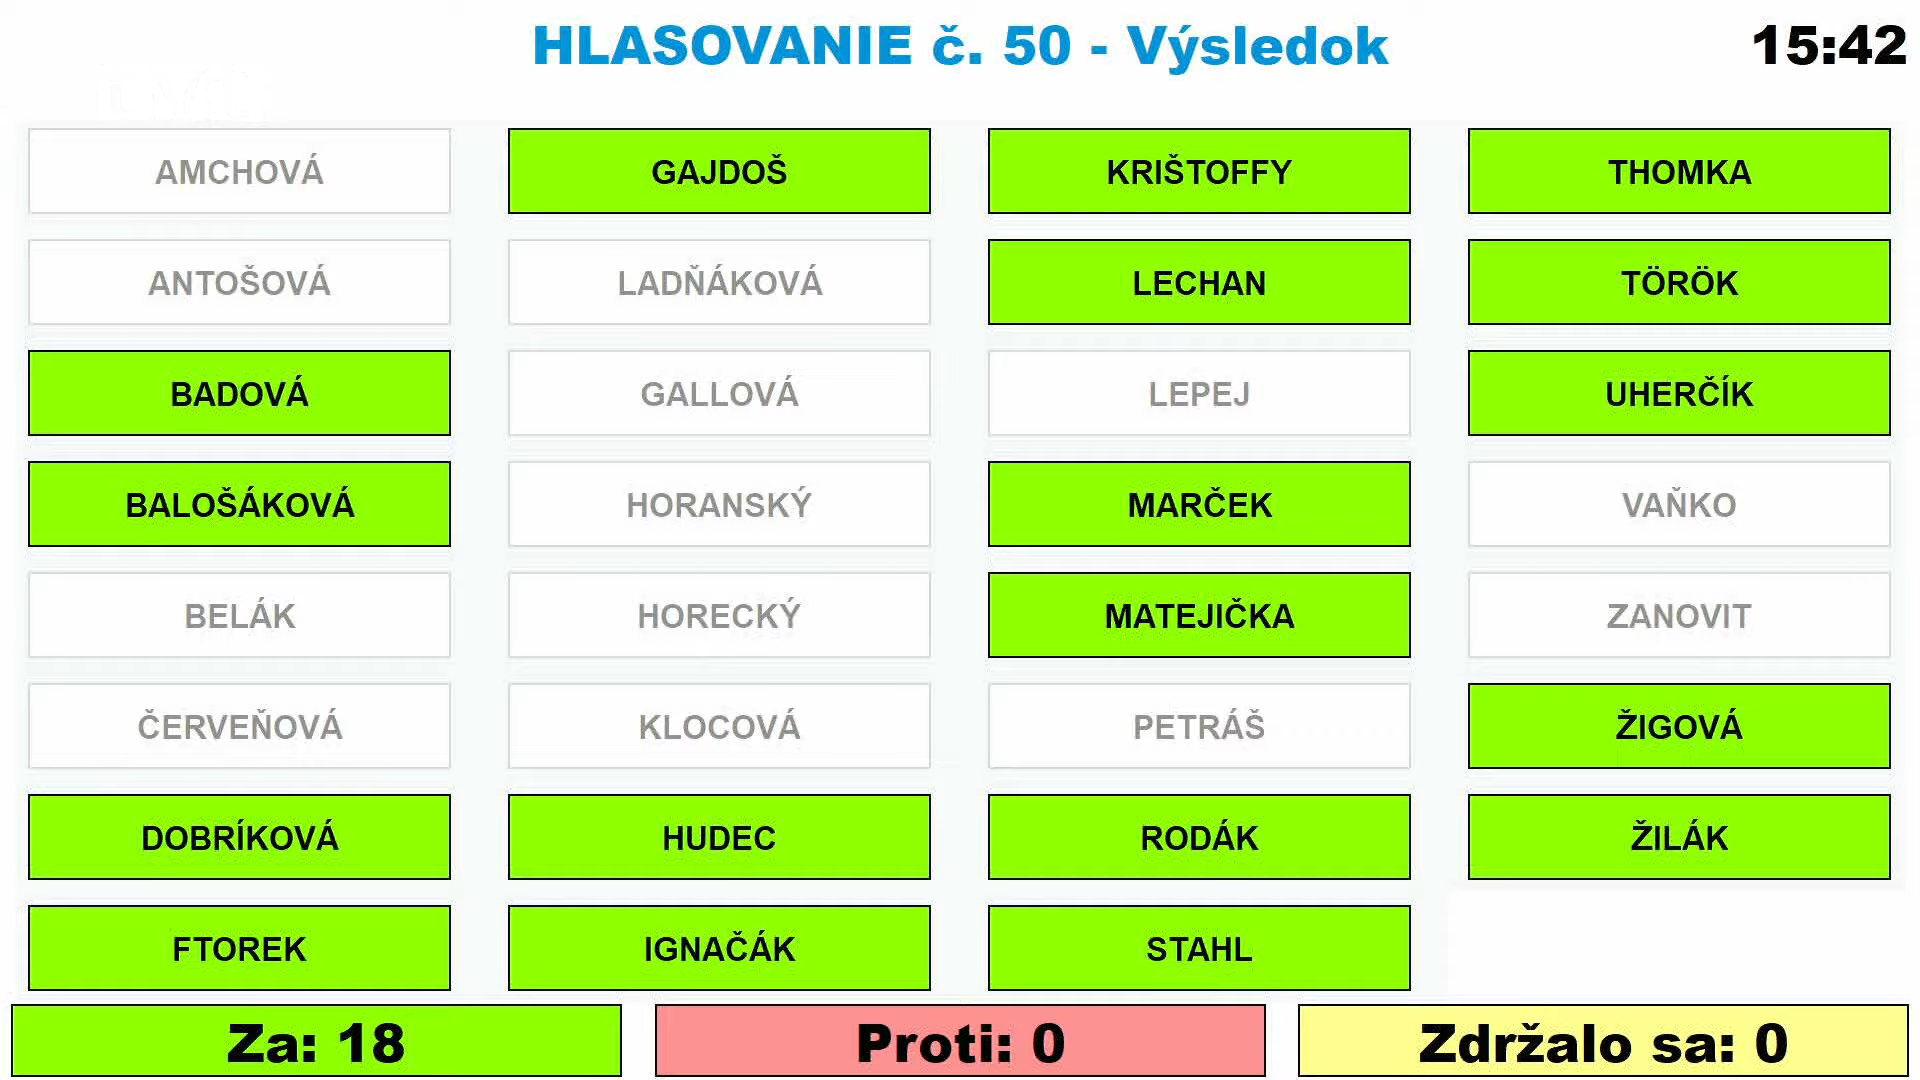 HLASOVANIE č. 50 - Výsledok
15:42
AMCHOVÁ
GAJDOŠ
KRIŠTOFFY
THOMKA
ANTOŠOVÁ
LADŇÁKOVÁ
LECHAN
TÖRÖK
BADOVÁ
GALLOVÁ
LEPEJ
UHERČÍK
BALOŠÁKOVÁ
HORANSKÝ
MARČEK
VAŇKO
BELÁK
HORECKÝ
MATEJIČKA
ZANOVIT
ČERVEŇOVÁ
KLOCOVÁ
PETRÁŠ
ŽIGOVÁ
DOBRÍKOVÁ
HUDEC
RODÁK
ŽILÁK
FTOREK
IGNAČÁK
STAHL
Za: 18
Proti: 0
Zdržalo sa: 0